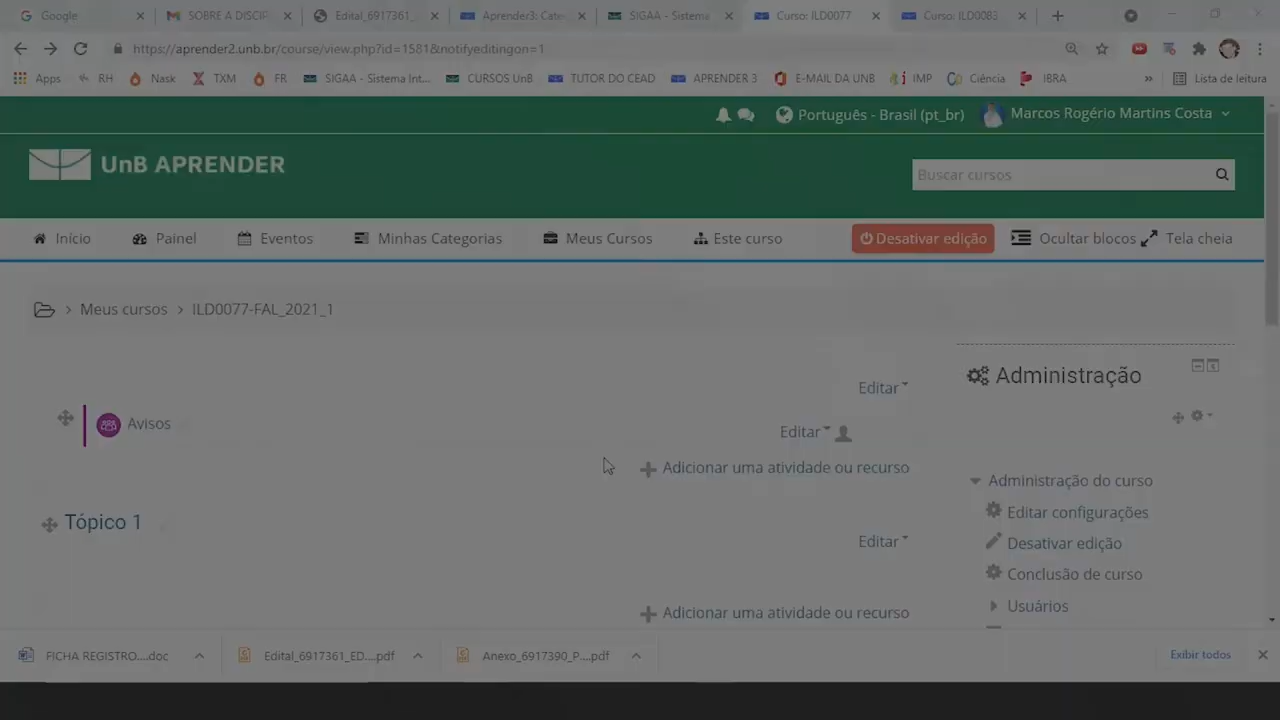 Google
SOBRE A DISCIP
Edital_6917361_
Aprender3: Cate
SIGAA - Sistema
Curso: ILD0077
Curso: ILD0083
https://aprender2.unb.br/course/view.php?id=1581&notifyeditingon=1
Apps RH Nask TXM FR SIGAA - Sistema Int... CURSOS UnB TUTOR DO CEAD APRENDER 3 E-MAIL DA UNB IMP Ciência IBRA » Lista de leitura
Português - Brasil (pt_br) Marcos Rogério Martins Costa
UnB APRENDER
Buscar cursos
Início Painel Eventos Minhas Categorias Meus Cursos Este curso Desativar edição Ocultar blocos Tela cheia
Meus cursos ILD0077-FAL_2021_1
Administração
Editar
Avisos
Editar
Adicionar uma atividade ou recurso
Administração do curso
Editar configurações
Tópico 1
Editar
Desativar edição
Conclusão de curso
Adicionar uma atividade ou recurso
Usuários
FICHA REGISTRO....doc Edital_6917361_ED....pdf Anexo_6917390_P....pdf Exibir todos